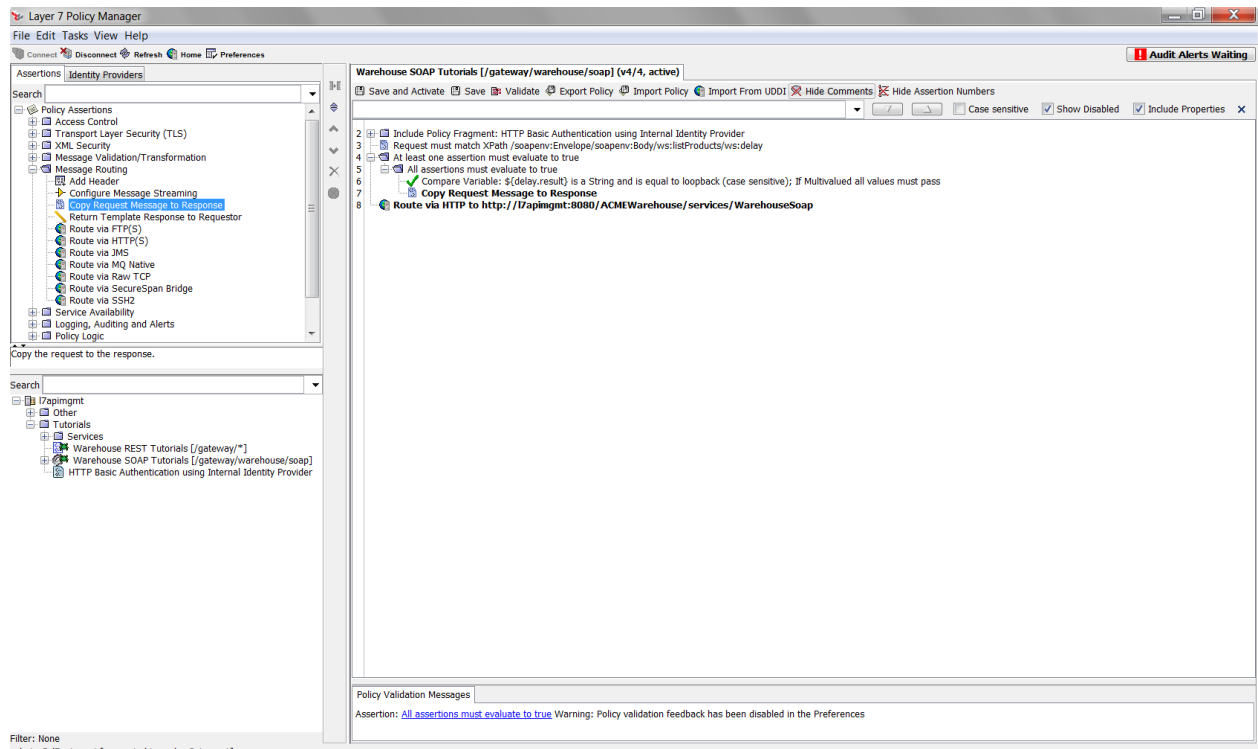 Layer 7 Policy Manager
File Edit Tasks View Help
Connect Disconnect Refresh Home Preferences
Audit Alerts Waiting
Assertions Identity Providers
Search
Policy Assertions
Access Control
Transport Layer Security (TLS)
XML Security
Message Validation/Transformation
Message Routing
Add Header
Configure Message Streaming
Copy Request Message to Response
Return Template Response to Requestor
Route via FTP(S)
Route via HTTP(S)
Route via JMS
Route via MQ Native
Route via Raw TCP
Route via SecureSpan Bridge
Route via SSH2
Service Availability
Logging, Auditing and Alerts
Policy Logic
Copy the request to the response.
Search
l7apimgmt
Other
Tutorials
Services
Warehouse REST Tutorials [/gateway/*]
Warehouse SOAP Tutorials [/gateway/warehouse/soap]
HTTP Basic Authentication using Internal Identity Provider
Filter: None
Warehouse SOAP Tutorials [/gateway/warehouse/soap] (v4/4, active)
Save and Activate Save Validate Export Policy Import Policy Import From UDDI Hide Comments Hide Assertion Numbers
Case sensitive Show Disabled Include Properties X
2 Include Policy Fragment: HTTP Basic Authentication using Internal Identity Provider
3 Request must match XPath /soapenv:Envelope/soapenv:Body/ws:listProducts/ws:delay
4 At least one assertion must evaluate to true
5 All assertions must evaluate to true
6 Compare Variable: ${delay.result} is a String and is equal to loopback (case sensitive); If Multivalued all values must pass
7 Copy Request Message to Response
8 Route via HTTP to http://l7apimgmt:8080/ACMEWarehouse/services/WarehouseSoap
Policy Validation Messages
Assertion: All assertions must evaluate to true Warning: Policy validation feedback has been disabled in the Preferences